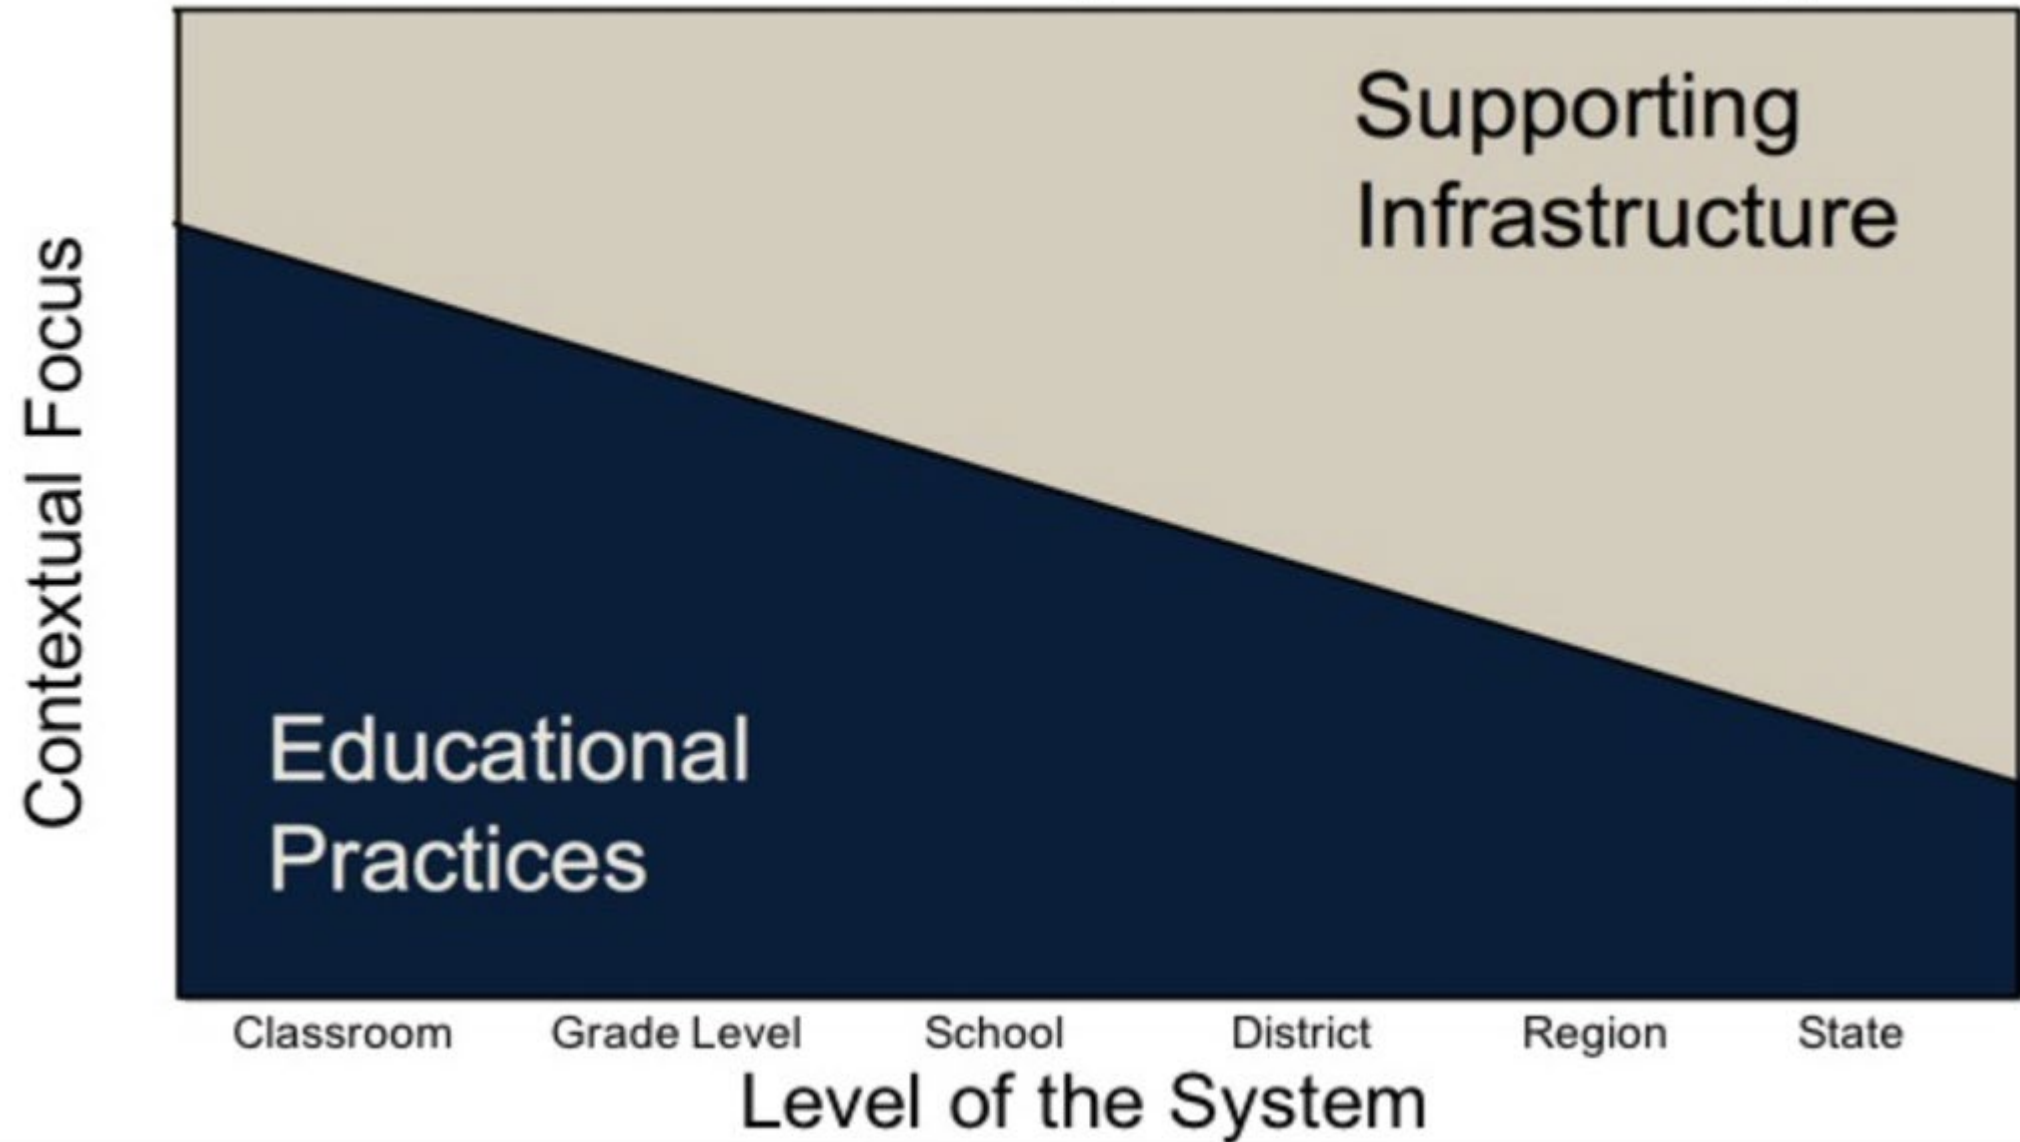 Supporting
Infrastructure
Contextual Focus
Educational
Practices
Classroom Grade Level School District Region State
Level of the System